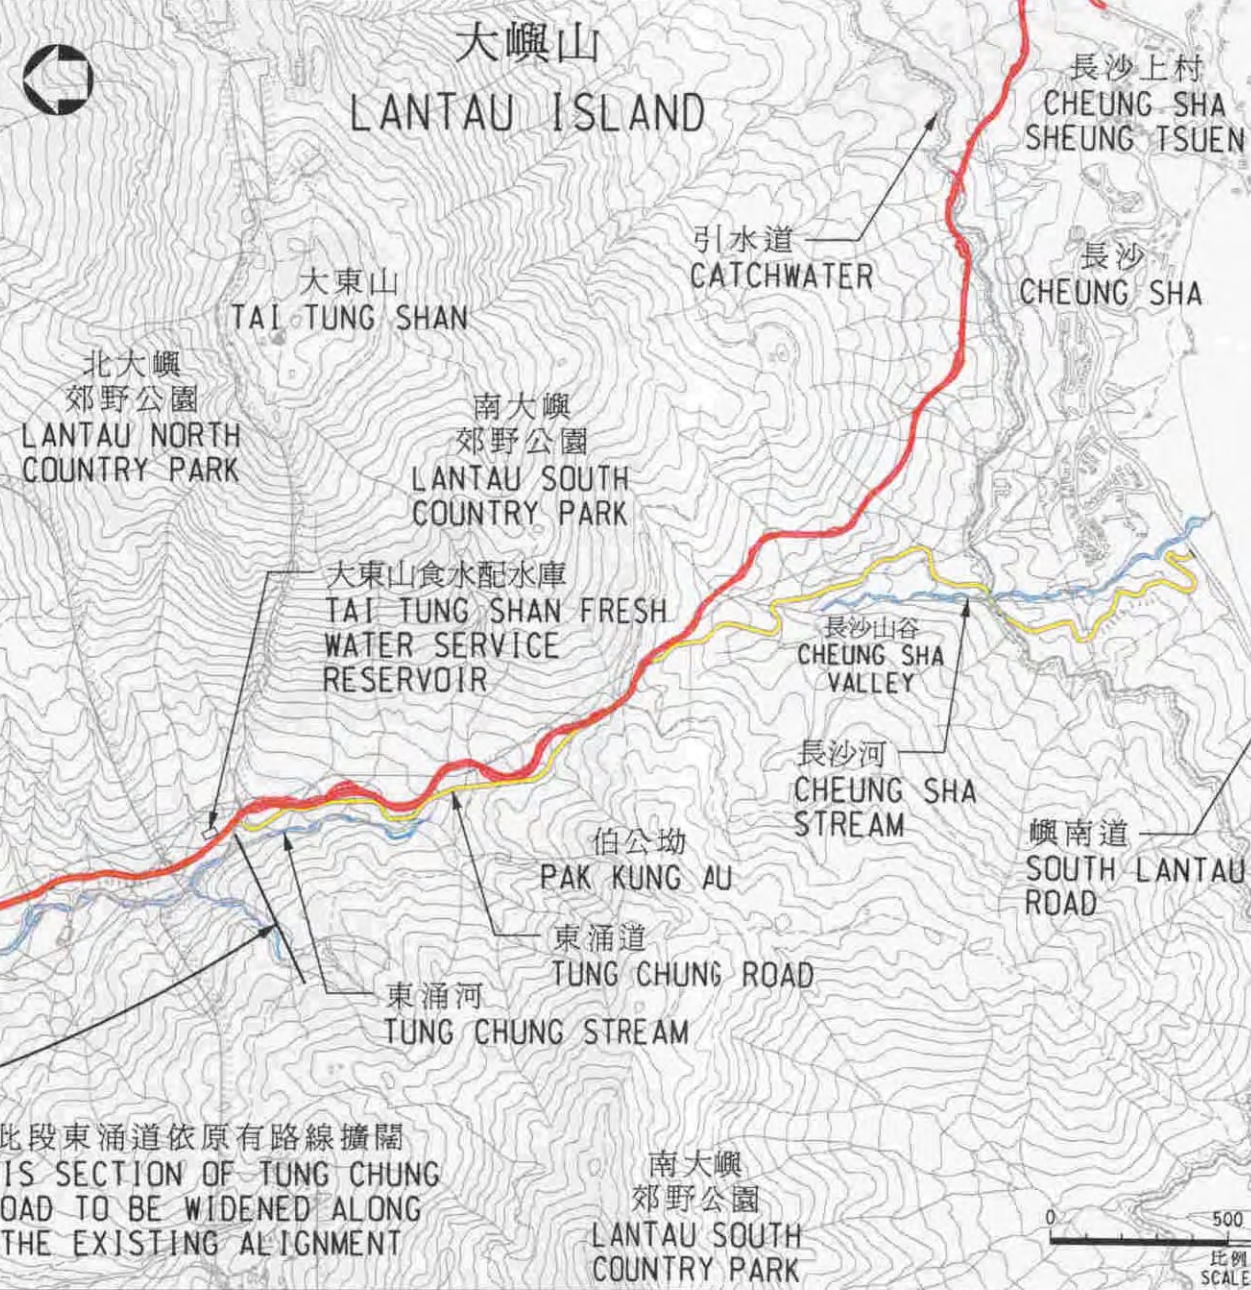 大嶼山
LANTAU ISLAND
長沙上村
CHEUNG SHA
SHEUNG TSUEN
引水道
CATCHWATER
長沙
CHEUNG SHA
大東山
TAI TUNG SHAN
北大嶼
郊野公園
LANTAU NORTH
COUNTRY PARK
南大嶼
郊野公園
LANTAU SOUTH
COUNTRY PARK
大東山食水配水庫
TAI TUNG SHAN FRESH
WATER SERVICE
RESERVOIR
長沙山谷
CHEUNG SHA
VALLEY
長沙河
CHEUNG SHA
STREAM
嶼南道
SOUTH LANTAU
ROAD
伯公坳
PAK KUNG AU
東涌道
TUNG CHUNG ROAD
東涌河
TUNG CHUNG STREAM
此段東涌道依原有路線擴闊
IS SECTION OF TUNG CHUNG
OAD TO BE WIDENED ALONG
THE EXISTING ALIGNMENT
南大嶼
郊野公園
LANTAU SOUTH
COUNTRY PARK
0 500
比例
SCALE